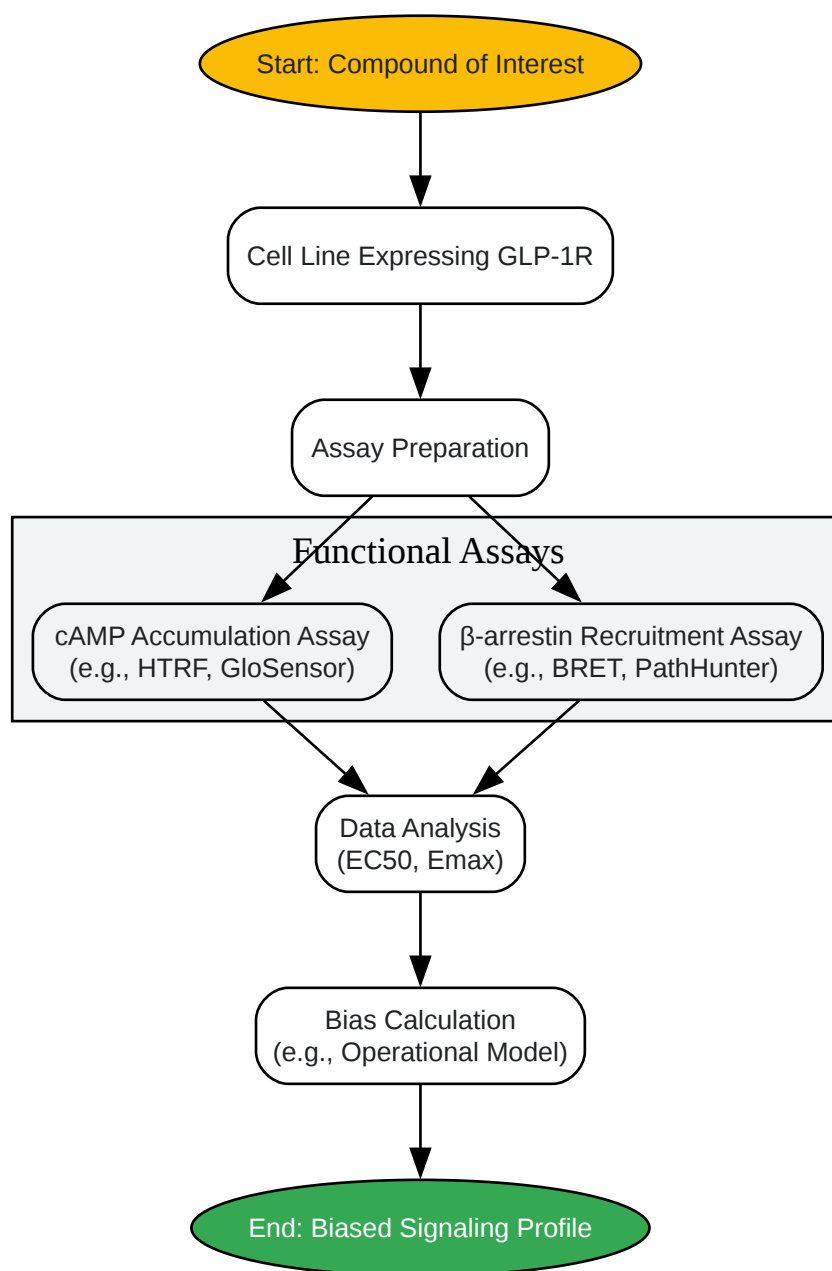 Start: Compound of Interest
Cell Line Expressing GLP-1R
Assay Preparation
Functional Assays
cAMP Accumulation Assay
(e.g., HTRF, GloSensor)
β-arrestin Recruitment Assay
(e.g., BRET, PathHunter)
Data Analysis
(EC50, Emax)
Bias Calculation
(e.g., Operational Model)
End: Biased Signaling Profile